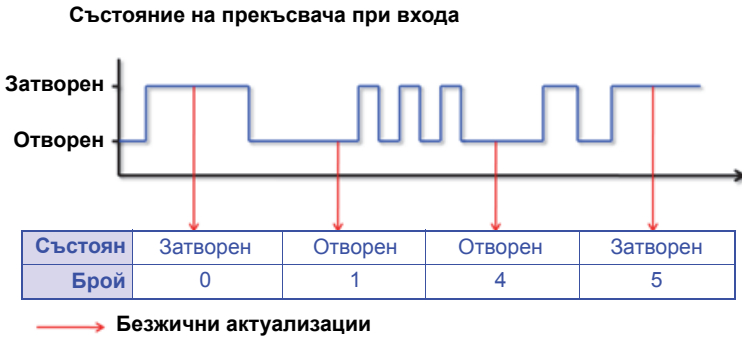 Състояние на прекъсвача при входа
Затворен
Отворен
Състоян Затворен Отворен Отворен Затворен
Брой 0 1 4 5
Безжични актуализации